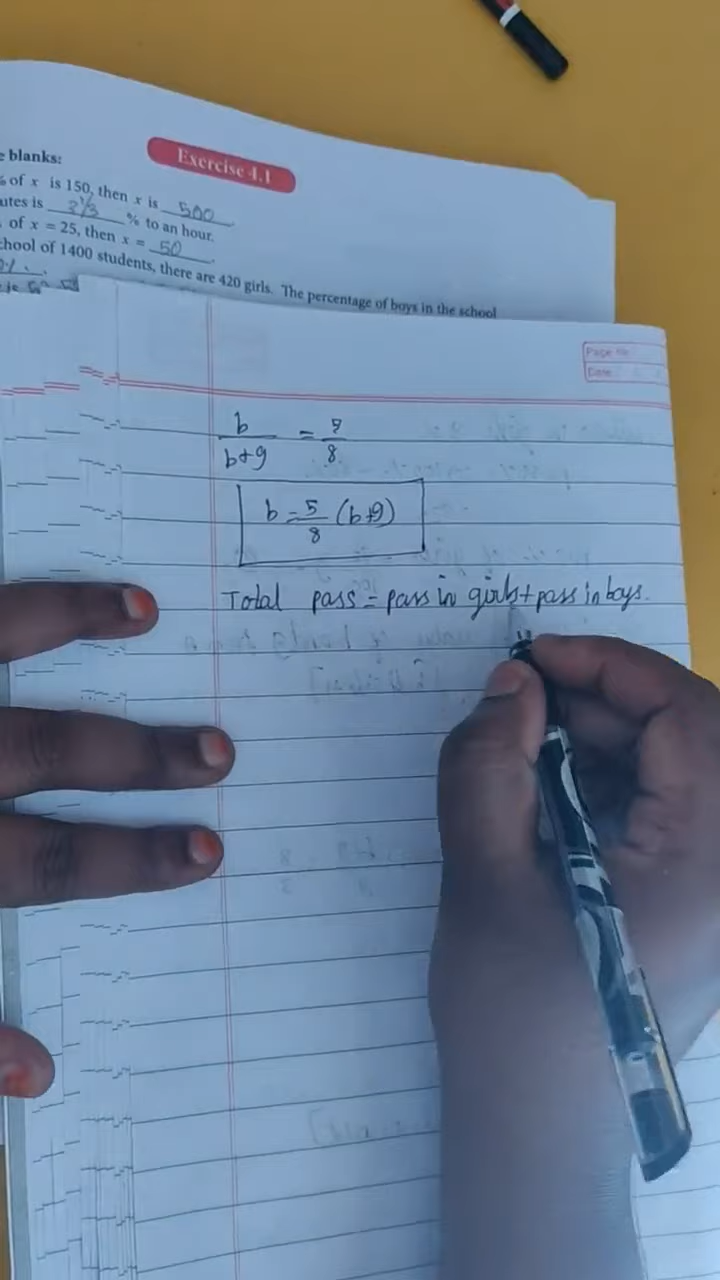 e blanks:
Exercise 4.1
% of x is 150, then x is 500.
utes is 8⅓ % to an hour.
of x = 25, then x = 50.
chool of 1400 students, there are 420 girls. The percentage of boys in the school
Page No:
Date:
b/b+g = 5/8
b = 5/8 (b+g)
Total pass = pass in girls + pass in boys.